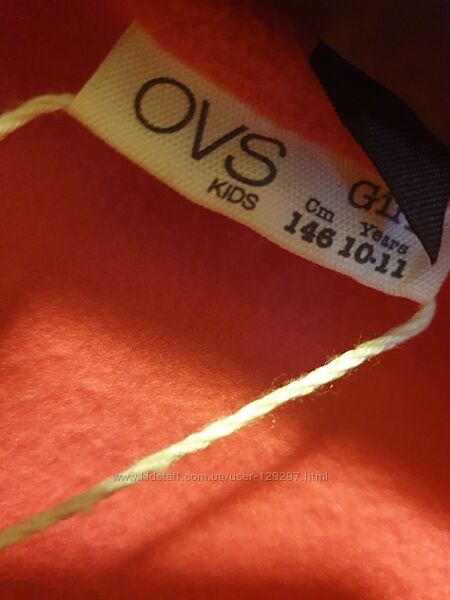 OVS
KIDS
Cm Years
146 10-11
www.kidstaff.com.ua/user-129297.html